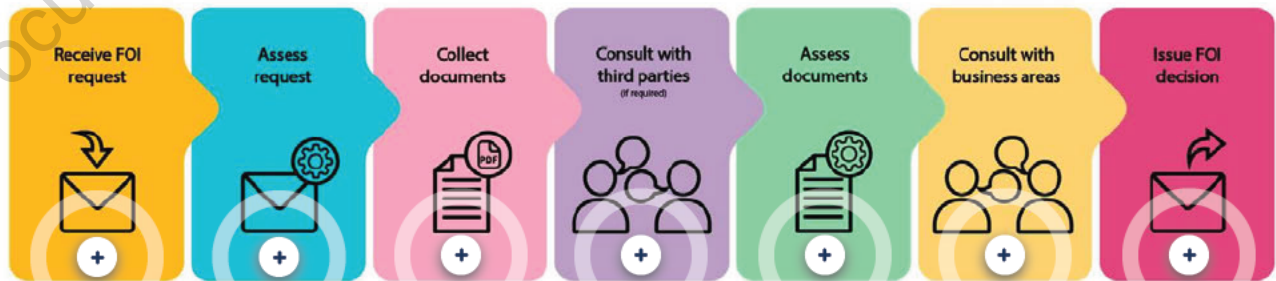 Receive FOI
request
Assess
request
Collect
documents
Consult with
third parties
(if required)
Assess
documents
Consult with
business areas
Issue FOI
decision
PDF